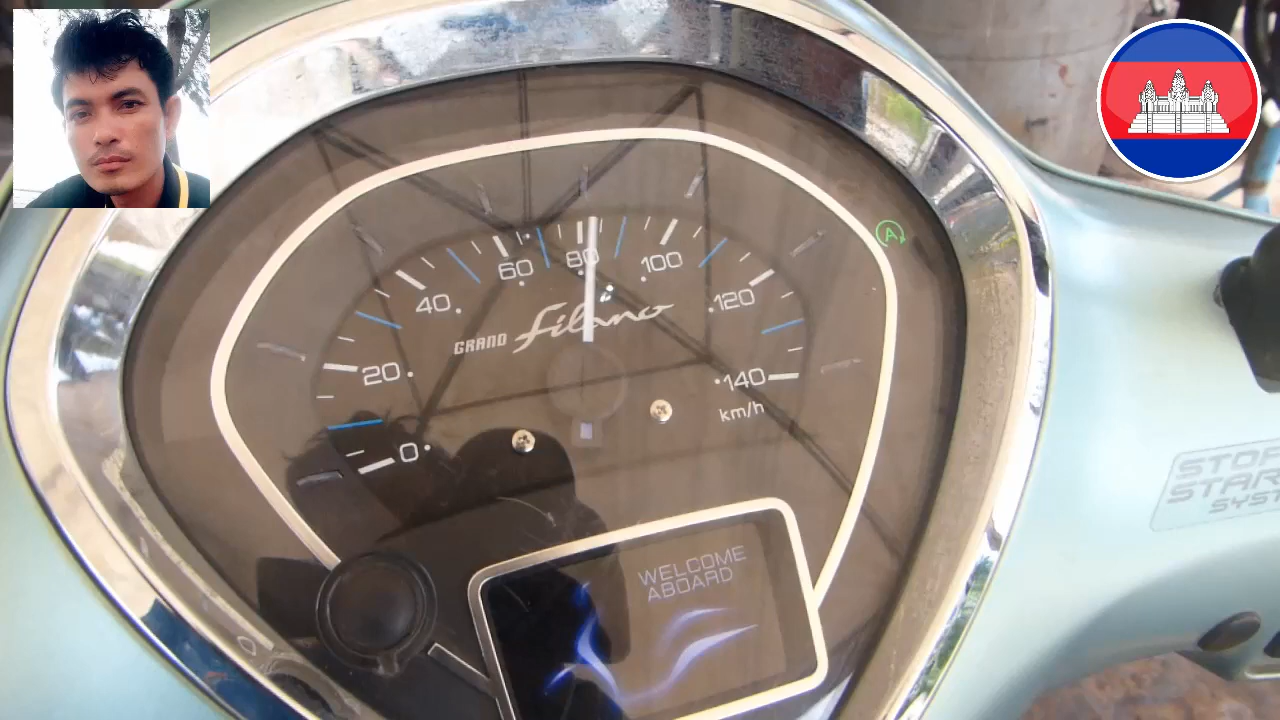 0
20
40
60
80
100
120
140
km/h
GRAND Filano
A
WELCOME
ABOARD
STOP
START
SYST